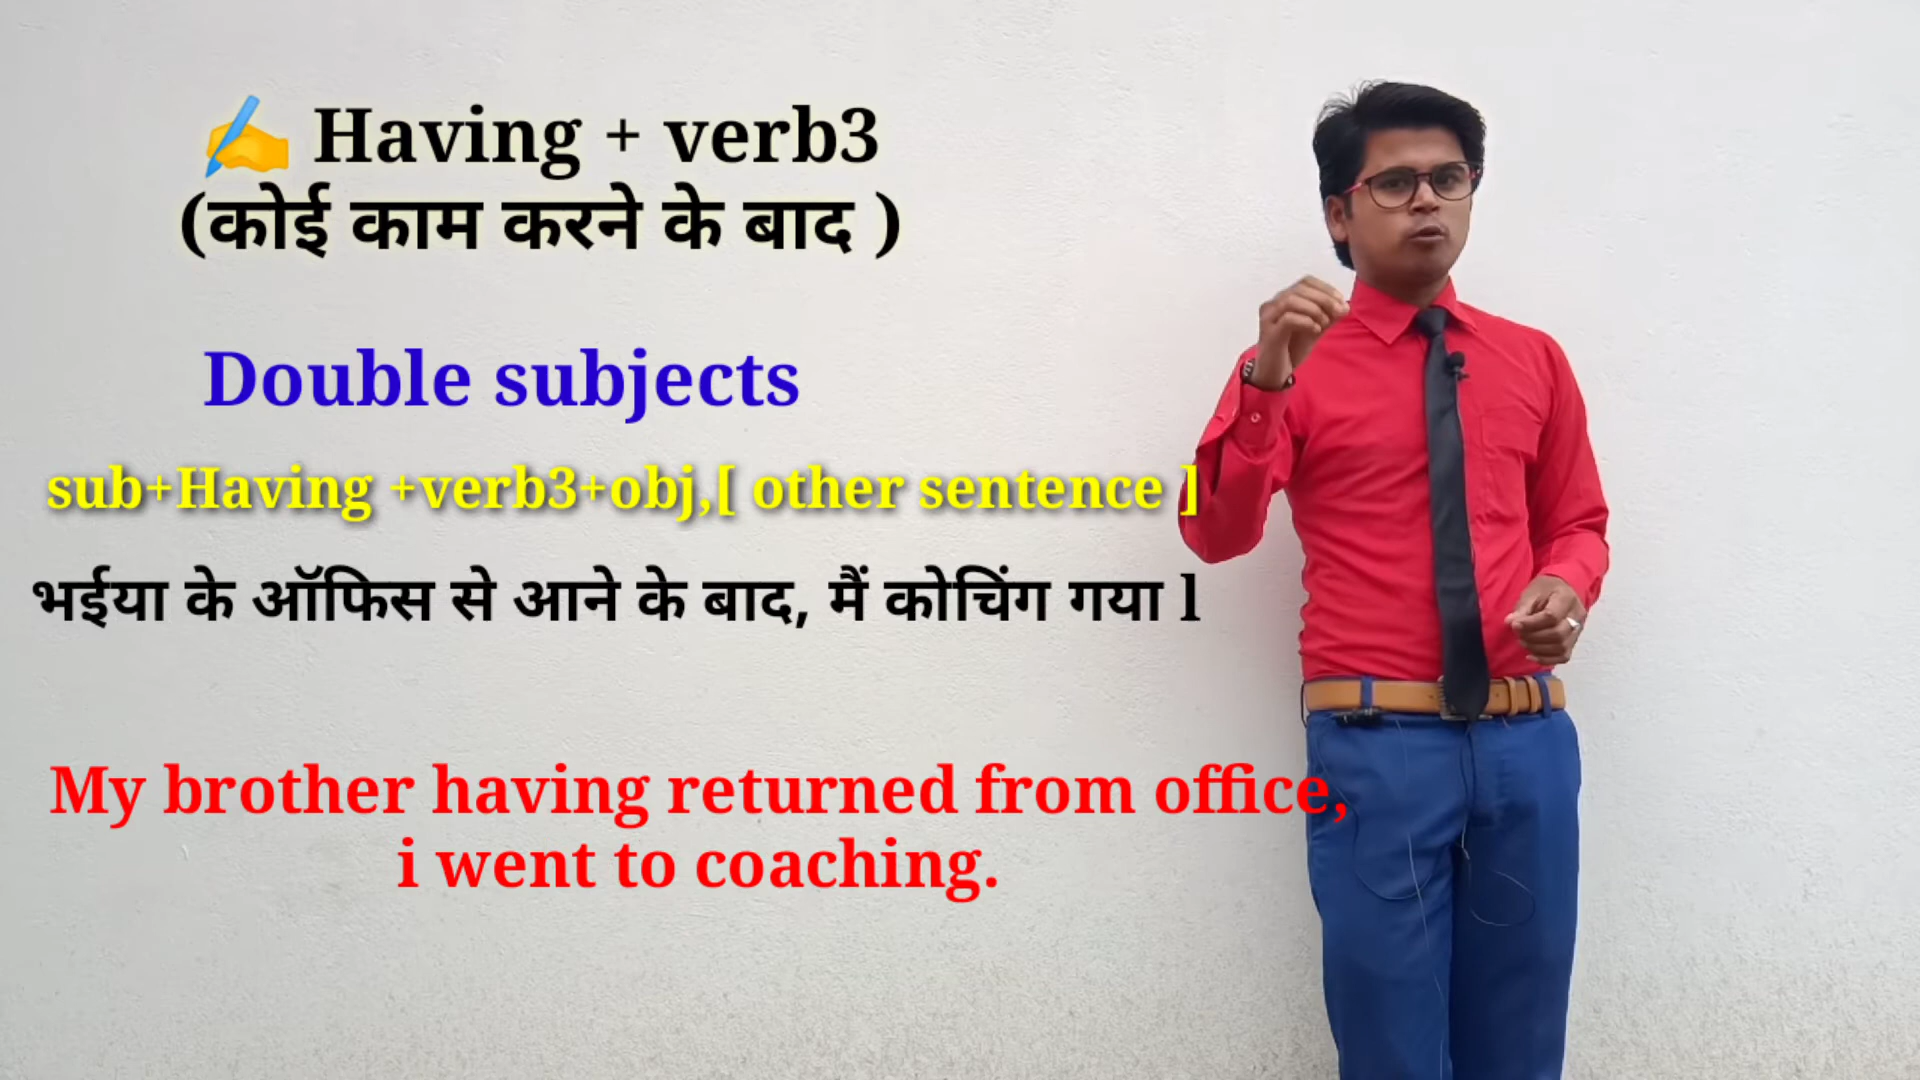 ✍ Having + verb3
(कोई काम करने के बाद )
Double subjects
sub+Having +verb3+obj,[ other sentence ]
भईया के ऑफिस से आने के बाद, मैं कोचिंग गया l
My brother having returned from office,
i went to coaching.